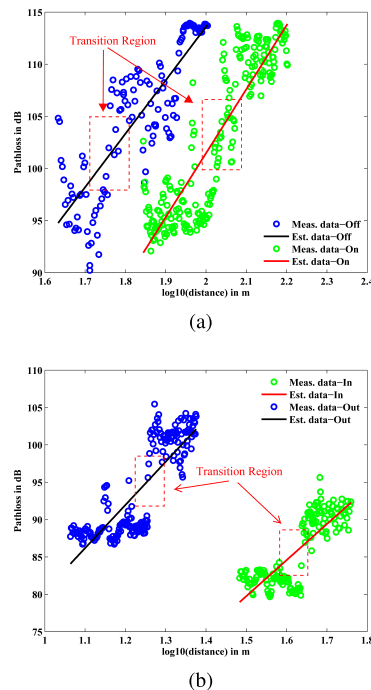 115
110
105
100
95
90
Pathloss in dB
Transition Region
Meas. data−Off
Est. data−Off
Meas. data−On
Est. data−On
1.6 1.7 1.8 1.9 2 2.1 2.2 2.3 2.4
log10(distance) in m
(a)
110
105
100
95
90
85
80
75
Pathloss in dB
Meas. data−In
Est. data−In
Meas. data−Out
Est. data−Out
Transition Region
1 1.1 1.2 1.3 1.4 1.5 1.6 1.7 1.8
log10(distance) in m
(b)